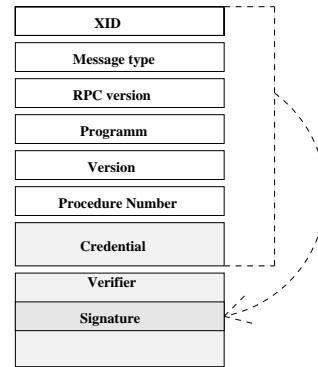 XID
Message type
RPC version
Programm
Version
Procedure Number
Credential
Verifier
Signature